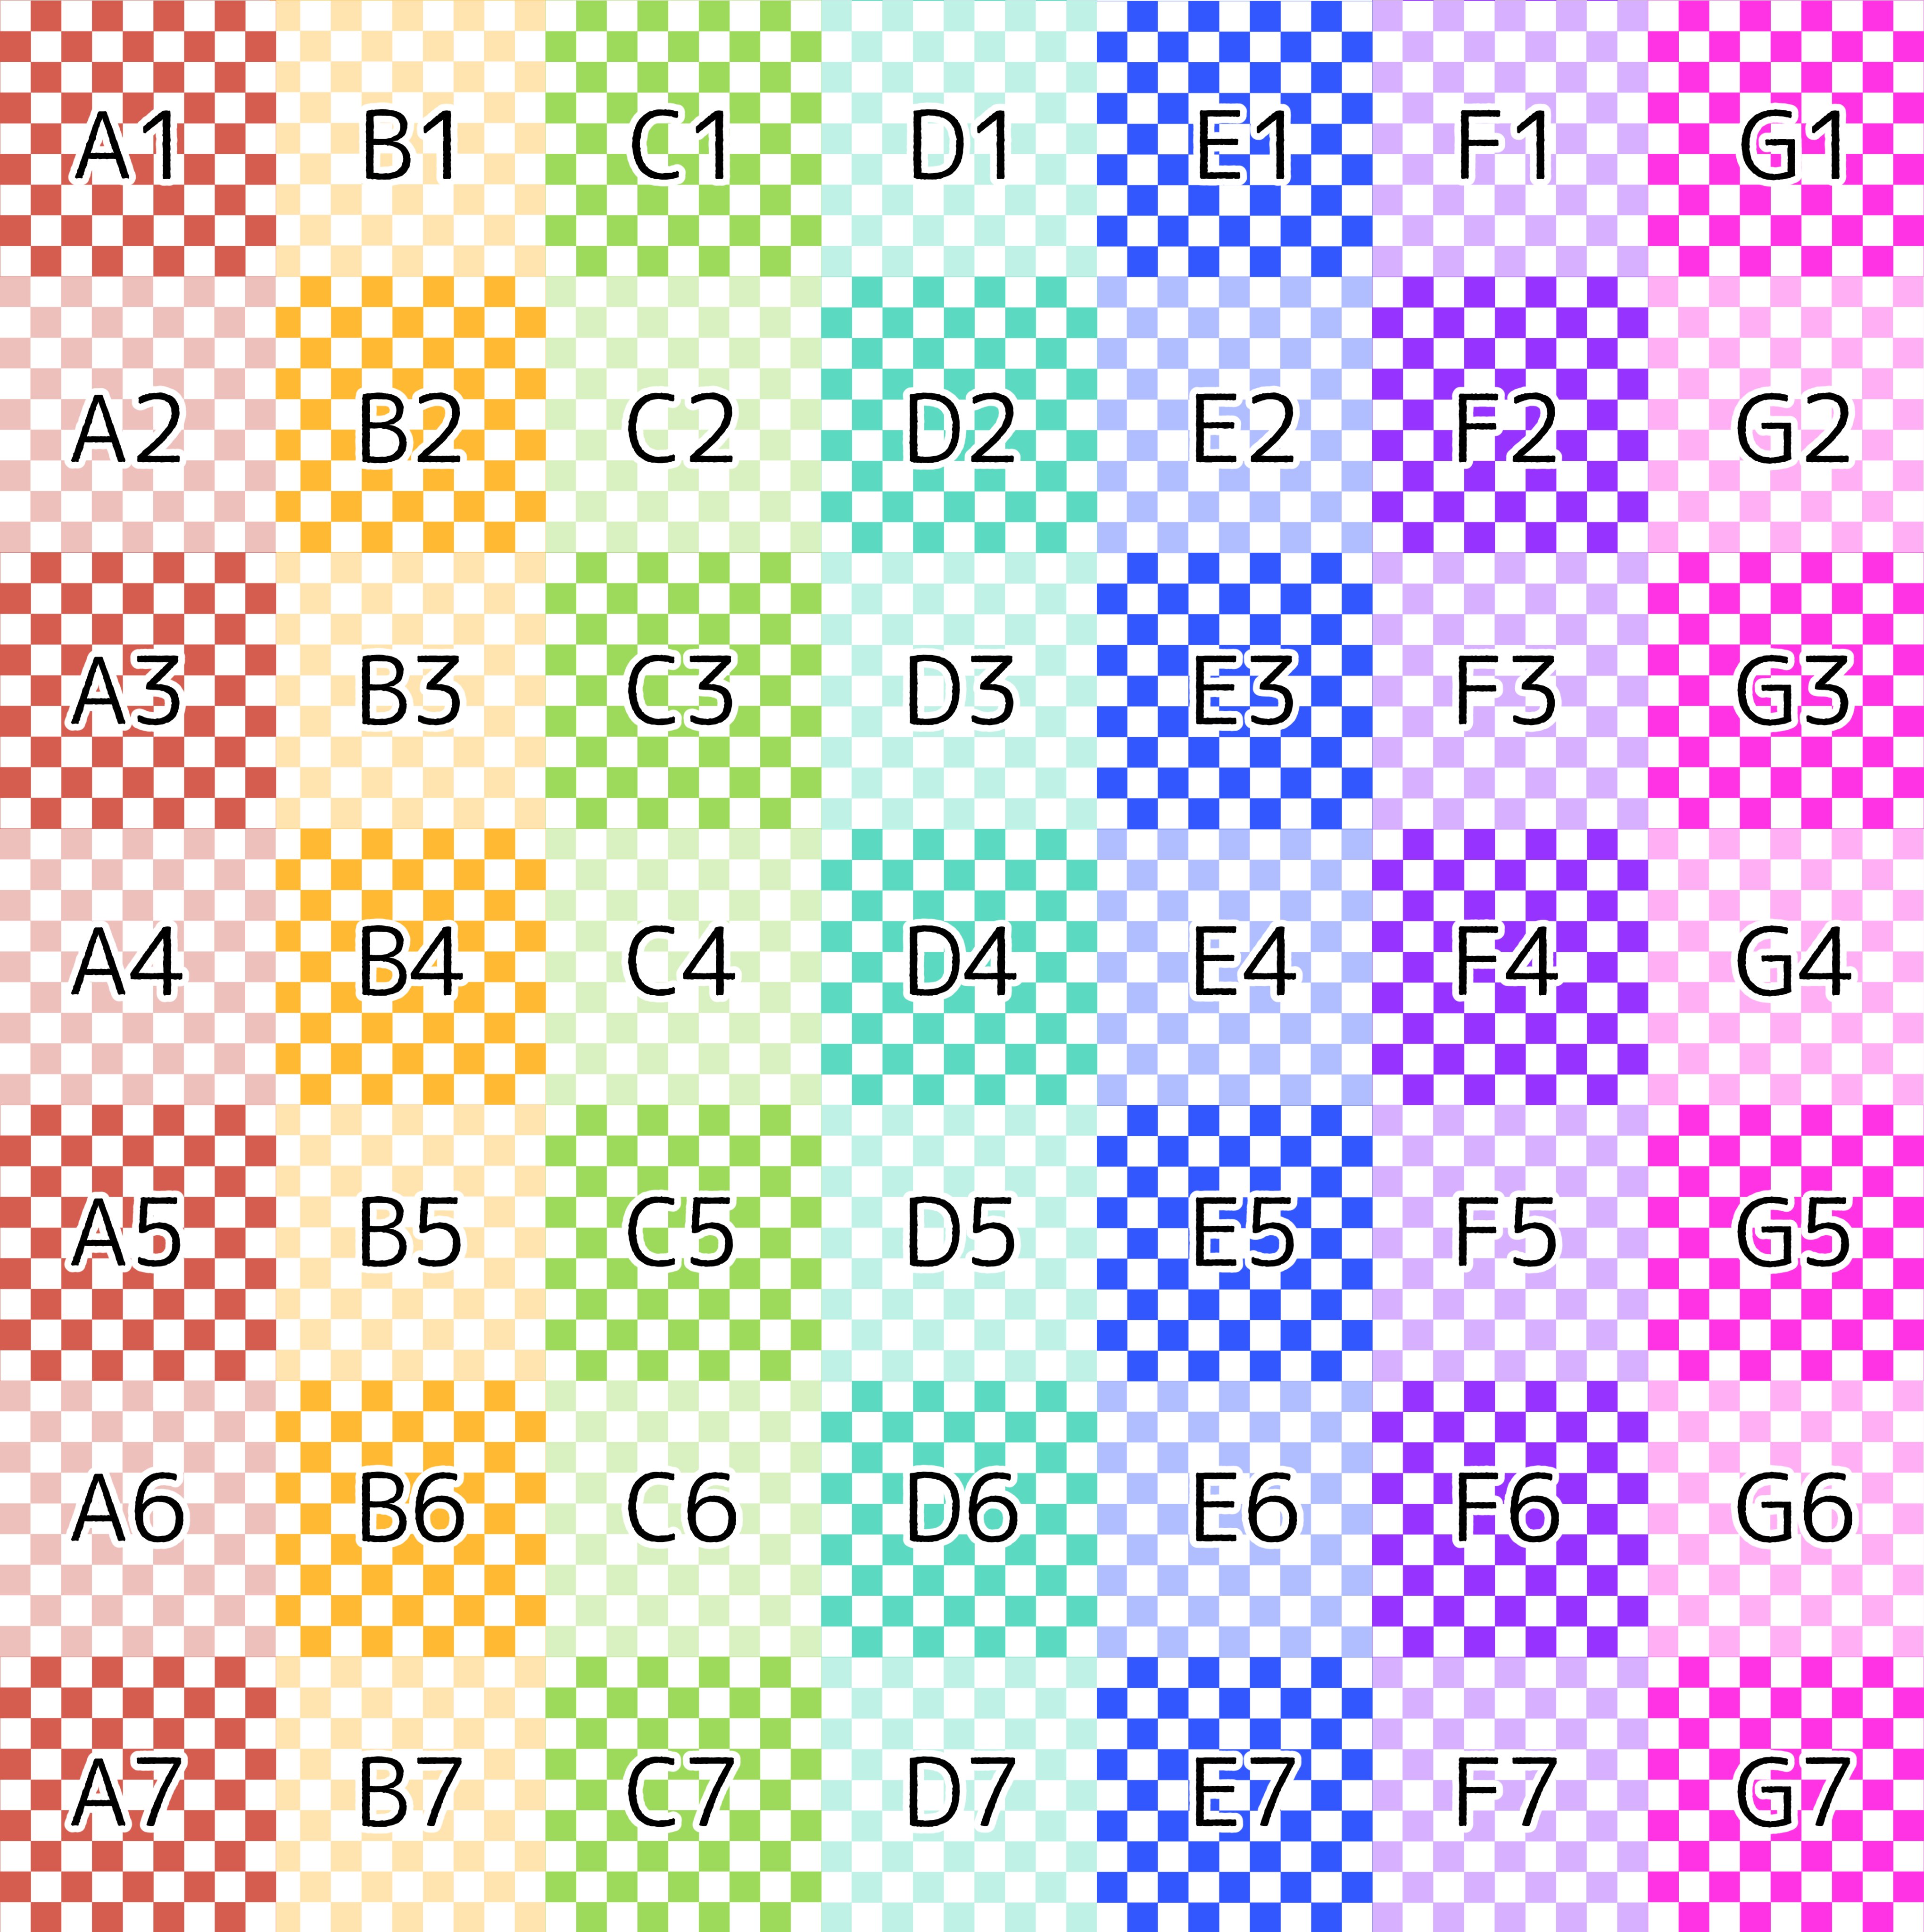 A1 B1 C1 D1 E1 F1 G1
A2 B2 C2 D2 E2 F2 G2
A3 B3 C3 D3 E3 F3 G3
A4 B4 C4 D4 E4 F4 G4
A5 B5 C5 D5 E5 F5 G5
A6 B6 C6 D6 E6 F6 G6
A7 B7 C7 D7 E7 F7 G7